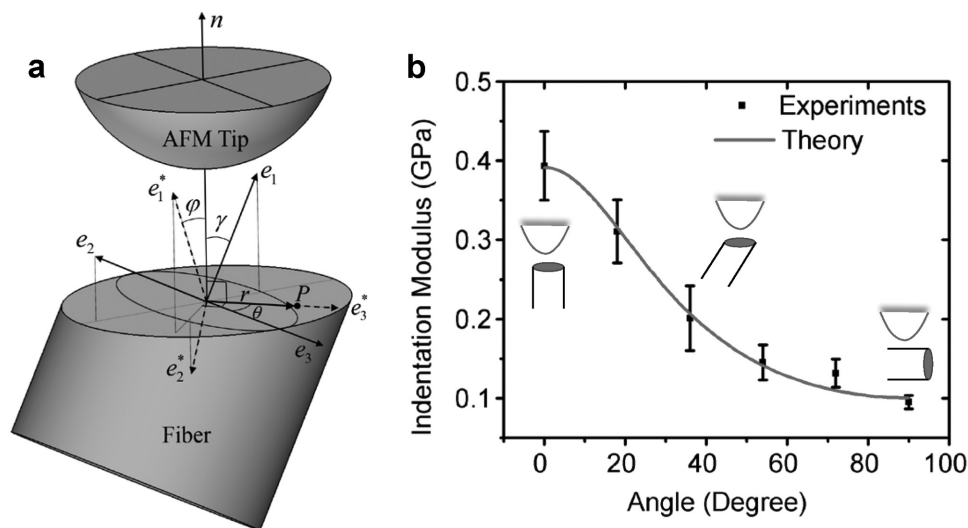 a
n
AFM Tip
e₁*
φ
γ
e₁
e₂
r
P
θ
e₃*
e₃
e₂*
Fiber
b
Indentation Modulus (GPa)
0.5
0.4
0.3
0.2
0.1
Experiments
Theory
0 20 40 60 80 100
Angle (Degree)